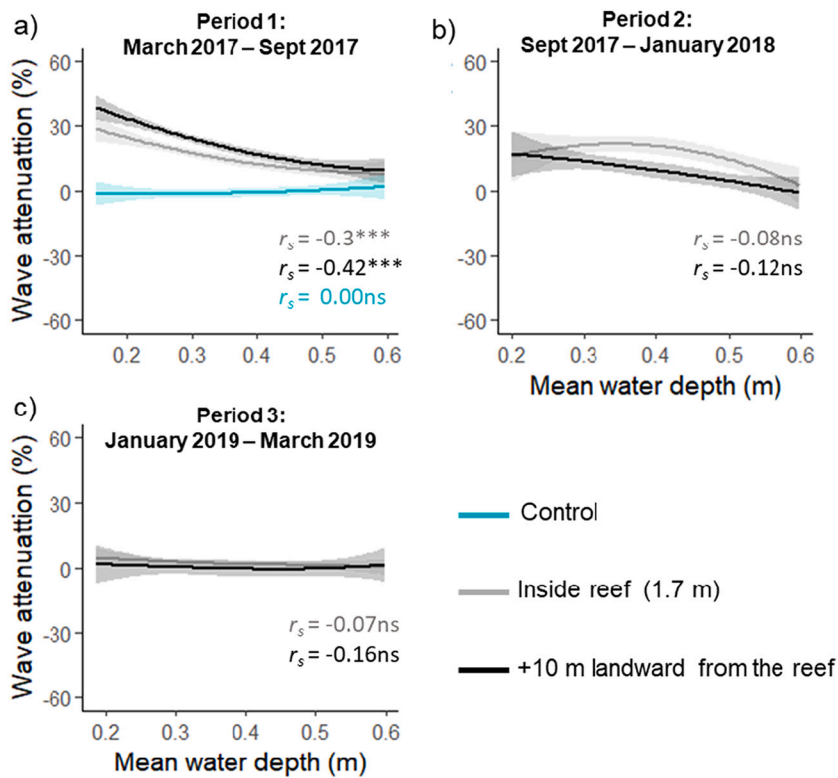 a)
Period 1:
March 2017 – Sept 2017
Wave attenuattion (%)
60
30
0
-30
-60
rs = -0.3***
rs = -0.42***
rs = 0.00ns
0.2 0.3 0.4 0.5 0.6
b)
Period 2:
Sept 2017 – January 2018
60
30
0
-30
-60
rs = -0.08ns
rs = -0.12ns
0.2 0.3 0.4 0.5 0.6
Mean water depth (m)
c)
Period 3:
January 2019 – March 2019
Wave attenuattion (%)
60
30
0
-30
-60
rs = -0.07ns
rs = -0.16ns
0.2 0.3 0.4 0.5 0.6
Mean water depth (m)
Control
Inside reef (1.7 m)
+10 m landward from the reef